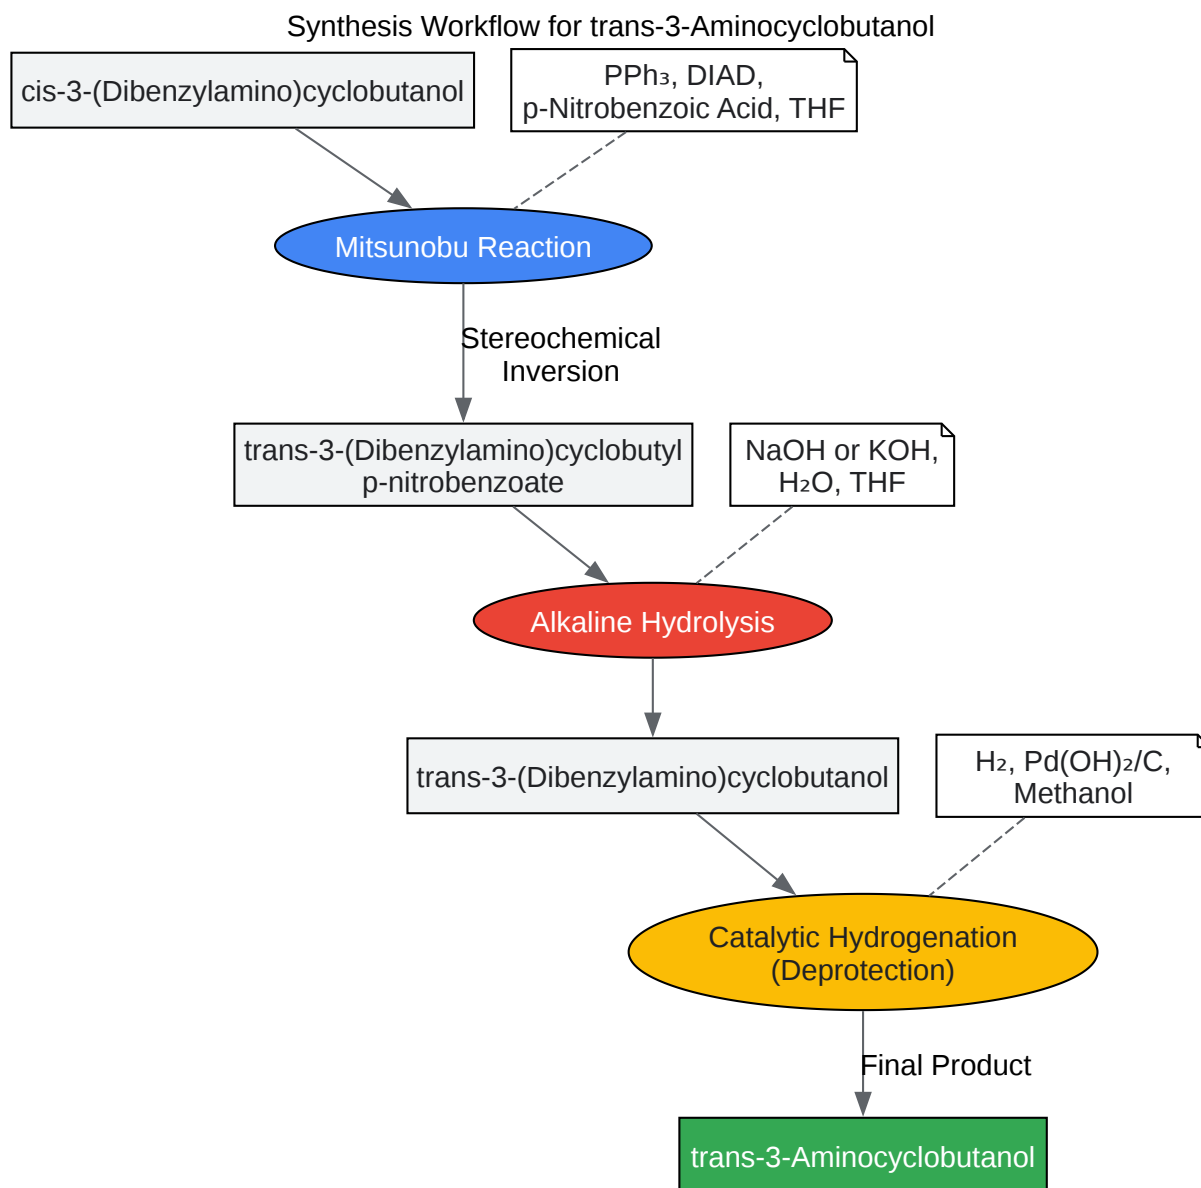 Synthesis Workflow for trans-3-Aminocyclobutanol
cis-3-(Dibenzylamino)cyclobutanol
PPh₃, DIAD,
p-Nitrobenzoic Acid, THF
Mitsunobu Reaction
Stereochemical
Inversion
trans-3-(Dibenzylamino)cyclobutyl
p-nitrobenzoate
NaOH or KOH,
H₂O, THF
Alkaline Hydrolysis
trans-3-(Dibenzylamino)cyclobutanol
H₂, Pd(OH)₂/C,
Methanol
Catalytic Hydrogenation
(Deprotection)
Final Product
trans-3-Aminocyclobutanol